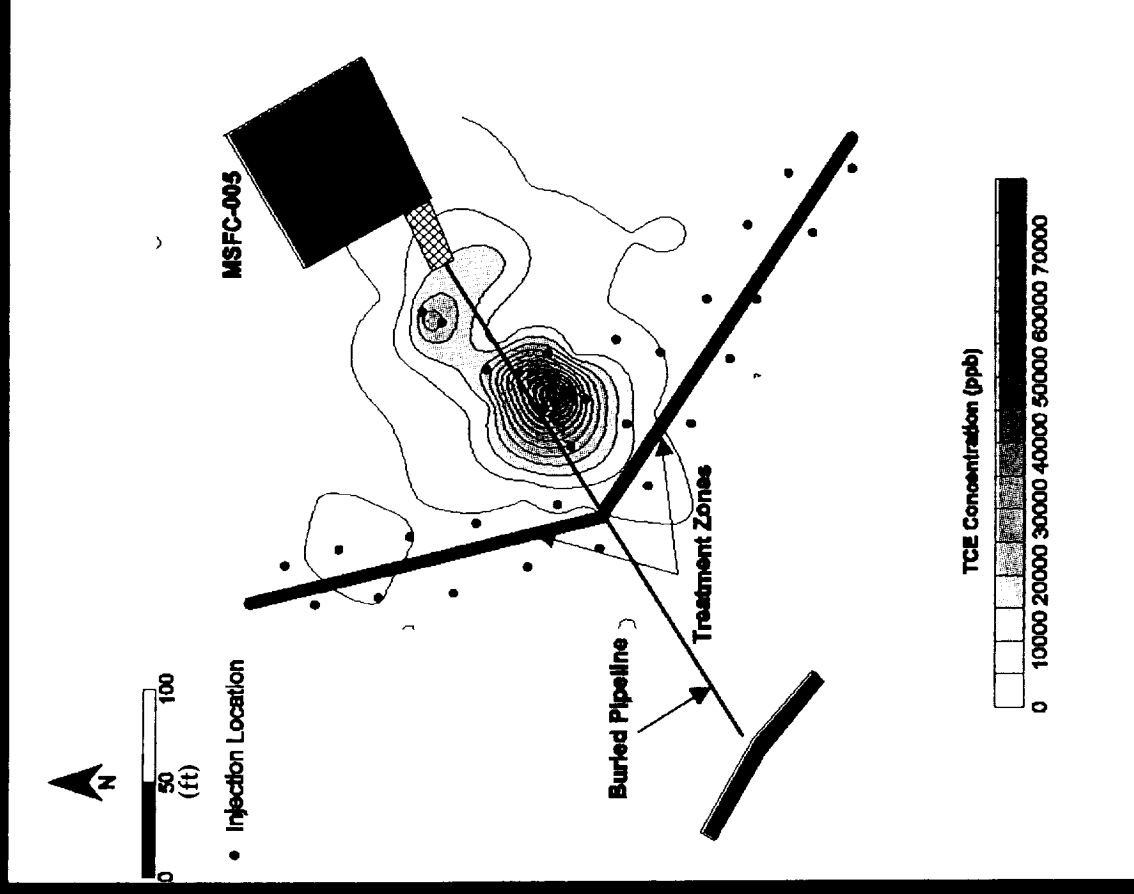 N
0 50 100
(ft)
Injection Location
MSFC-005
Treatment Zones
Buried Pipeline
TCE Concentration (ppb)
0 10000 20000 30000 40000 50000 60000 70000